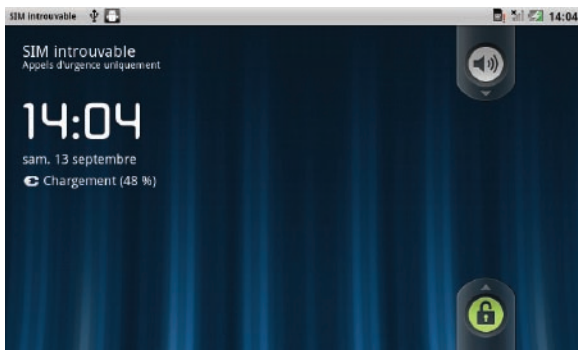 SIM introuvable
14:04
SIM introuvable
Appels d'urgence uniquement
14:04
sam. 13 septembre
Chargement (48 %)